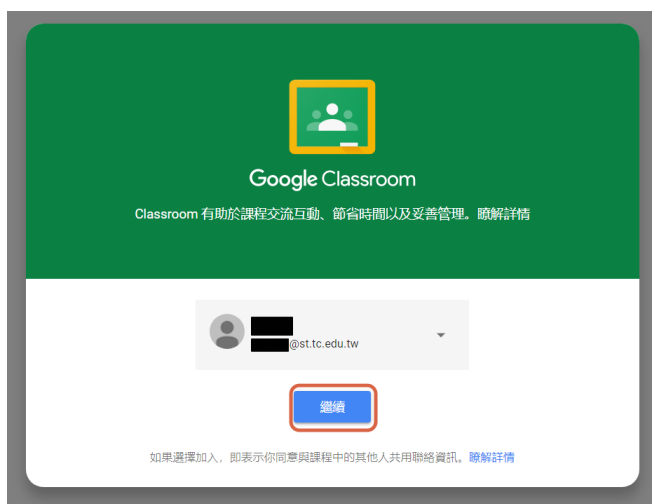 Google Classroom
Classroom 有助於課程交流互動、節省時間以及妥善管理。瞭解詳情
@st.tc.edu.tw
繼續
如果選擇加入，即表示你同意與課程中的其他人共用聯絡資訊。瞭解詳情